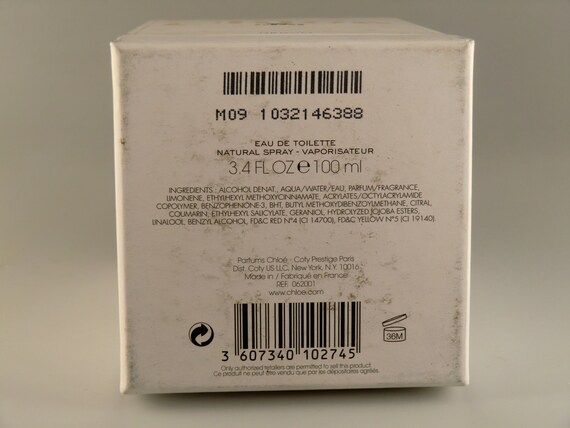 M09 1032146388
EAU DE TOILETTE
NATURAL SPRAY - VAPORISATEUR
3.4 FL OZ e 100 ml
INGREDIENTS : ALCOHOL DENAT., AQUA/WATER/EAU, PARFUM/FRAGRANCE,
LIMONENE, ETHYLHEXYL METHOXYCINNAMATE, ACRYLATES/OCTYLACRYLAMIDE
COPOLYMER, BENZOPHENONE-3, BHT, BUTYL METHOXYDIBENZOYLMETHANE, CITRAL,
COUMARIN, ETHYLHEXYL SALICYLATE, GERANIOL, HYDROLYZED JOJOBA ESTERS,
LINALOOL, BENZYL ALCOHOL, FD&C RED N°4 (CI 14700), FD&C YELLOW N°5 (CI 19140).
Parfums Chloé - Coty Prestige Paris
Dist. Coty US LLC, New York, N.Y. 10016
Made in / Fabriqué en France
REF. 062001
www.chloe.com
36M
3 607340 102745
Only authorized retailers are permitted to sell this product
Ce produit ne peut être vendu que par les dépositaires agréés.